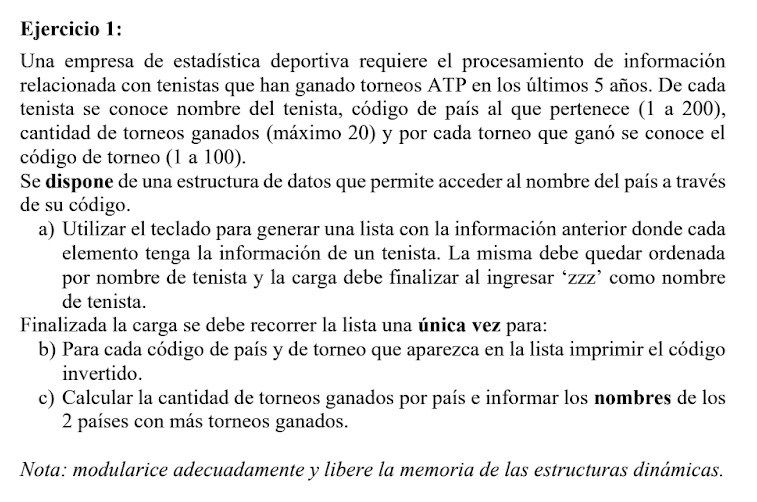 Ejercicio 1:
Una empresa de estadística deportiva requiere el procesamiento de información
relacionada con tenistas que han ganado torneos ATP en los últimos 5 años. De cada
tenista se conoce nombre del tenista, código de país al que pertenece (1 a 200),
cantidad de torneos ganados (máximo 20) y por cada torneo que ganó se conoce el
código de torneo (1 a 100).
Se dispone de una estructura de datos que permite acceder al nombre del país a través
de su código.
a) Utilizar el teclado para generar una lista con la información anterior donde cada
elemento tenga la información de un tenista. La misma debe quedar ordenada
por nombre de tenista y la carga debe finalizar al ingresar ‘zzz’ como nombre
de tenista.
Finalizada la carga se debe recorrer la lista una única vez para:
b) Para cada código de país y de torneo que aparezca en la lista imprimir el código
invertido.
c) Calcular la cantidad de torneos ganados por país e informar los nombres de los
2 países con más torneos ganados.
Nota: modularice adecuadamente y libere la memoria de las estructuras dinámicas.